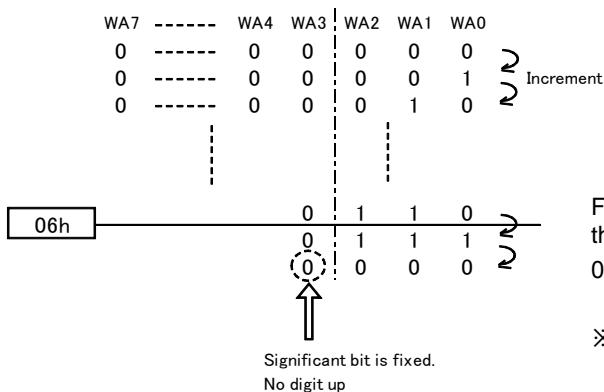 WA7 ------ WA4 WA3 WA2 WA1 WA0
0 ------ 0 0 0 0 0
0 ------ 0 0 0 0 1
Increment
0 ------ 0 0 0 1 0
0 1 1 0
06h
0 1 1 1
0 0 0 0
F
th
0
※
Significant bit is fixed.
No digit up